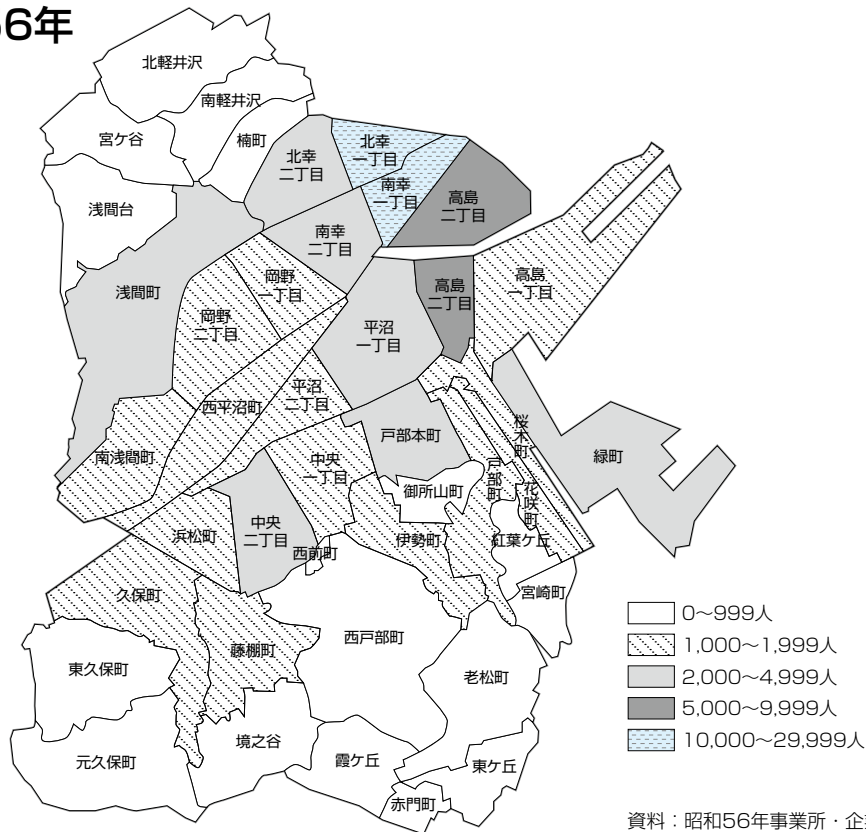 56年
北軽井沢
南軽井沢
宮ケ谷
楠町
北幸
二丁目
北幸
一丁目
南幸
一丁目
高島
二丁目
浅間台
南幸
二丁目
浅間町
岡野
一丁目
岡野
二丁目
高島
二丁目
高島
一丁目
平沼
一丁目
平沼
二丁目
西平沼町
南浅間町
戸部本町
桜木町
緑町
中央
一丁目
御所山町
戸部町
花咲町
浜松町
中央
二丁目
西前町
伊勢町
紅葉ケ丘
宮崎町
久保町
藤棚町
西戸部町
東久保町
老松町
元久保町
境之谷
霞ケ丘
東ケ丘
赤門町
0〜999人
1,000〜1,999人
2,000〜4,999人
5,000〜9,999人
10,000〜29,999人
資料：昭和56年事業所・企